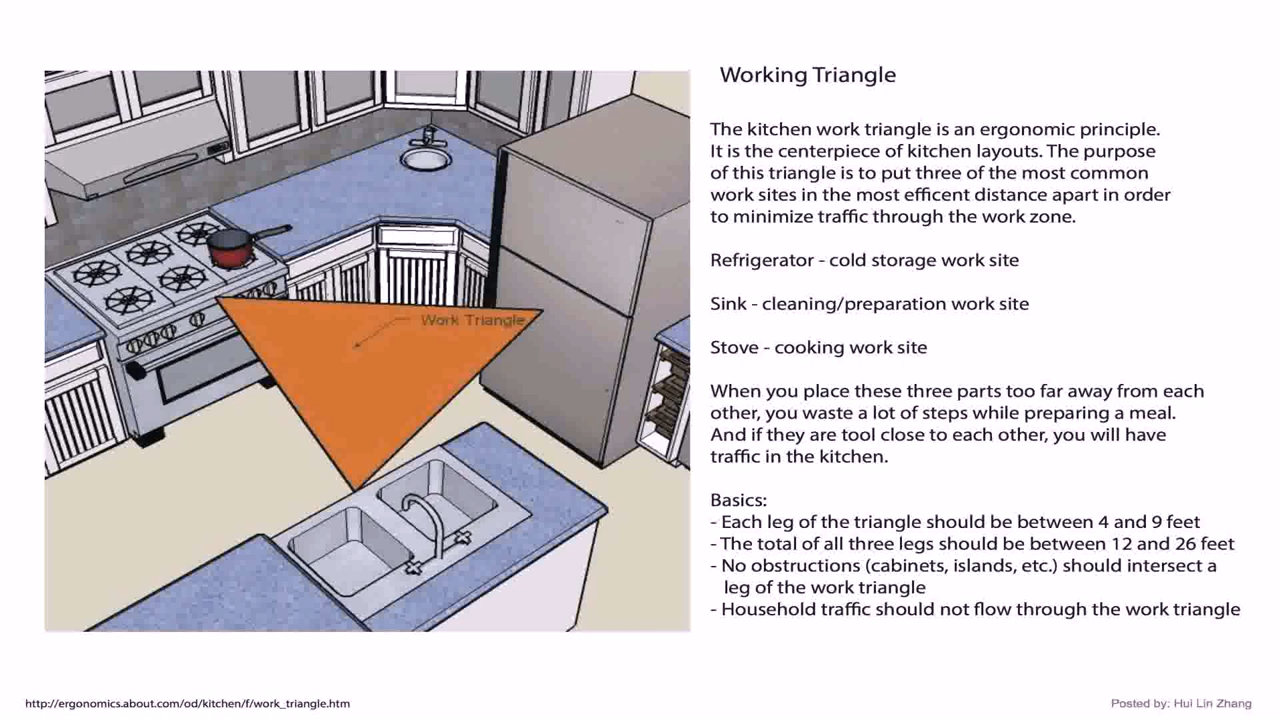 Working Triangle
The kitchen work triangle is an ergonomic principle.
It is the centerpiece of kitchen layouts. The purpose
of this triangle is to put three of the most common
work sites in the most efficent distance apart in order
to minimize traffic through the work zone.
Refrigerator - cold storage work site
Sink - cleaning/preparation work site
Stove - cooking work site
When you place these three parts too far away from each
other, you waste a lot of steps while preparing a meal.
And if they are tool close to each other, you will have
traffic in the kitchen.
Basics:
- Each leg of the triangle should be between 4 and 9 feet
- The total of all three legs should be between 12 and 26 feet
- No obstructions (cabinets, islands, etc.) should intersect a
leg of the work triangle
- Household traffic should not flow through the work triangle
Work Triangle
http://ergonomics.about.com/od/kitchen/f/work_triangle.htm
Posted by: Hui Lin Zhang